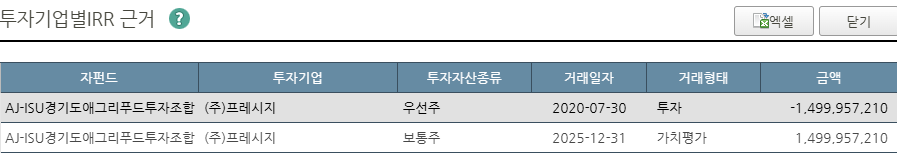 투자기업별IRR 근거 ?
엑셀 닫기
자펀드 투자기업 투자자산종류 거래일자 거래형태 금액
AJ-ISU경기도애그리푸드투자조합 (주)프레시지 우선주 2020-07-30 투자 -1,499,957,210
AJ-ISU경기도애그리푸드투자조합 (주)프레시지 보통주 2025-12-31 가치평가 1,499,957,210